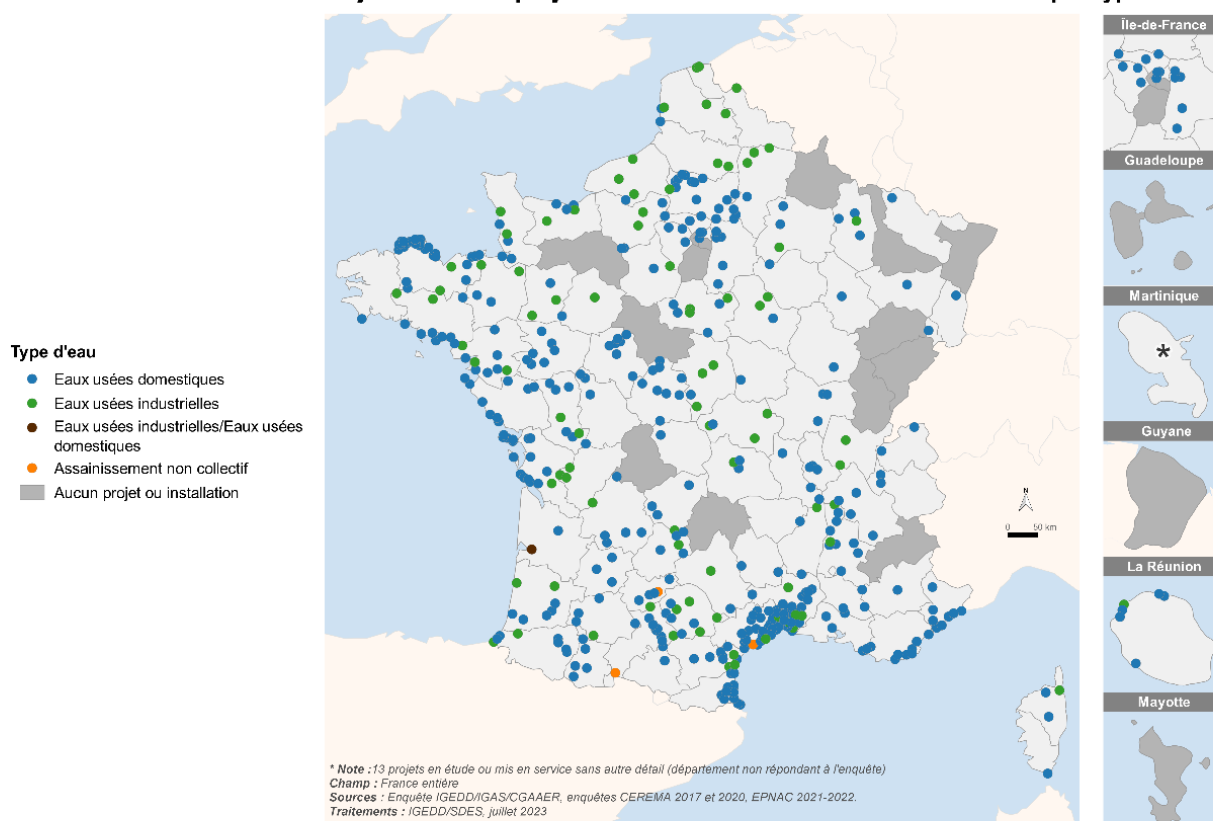 Île-de-France
Guadeloupe
Martinique
*
Guyane
La Réunion
Mayotte
Type d'eau
Eaux usées domestiques
Eaux usées industrielles
Eaux usées industrielles/Eaux usées
domestiques
Assainissement non collectif
Aucun projet ou installation
N
0 50 km
* Note : 13 projets en étude ou mis en service sans autre détail (département non répondant à l'enquête)
Champ : France entière
Sources : Enquête IGEDD/IGAS/CGAAER, enquêtes CEREMA 2017 et 2020, EPNAC 2021-2022.
Traitements : IGEDD/SDES, juillet 2023